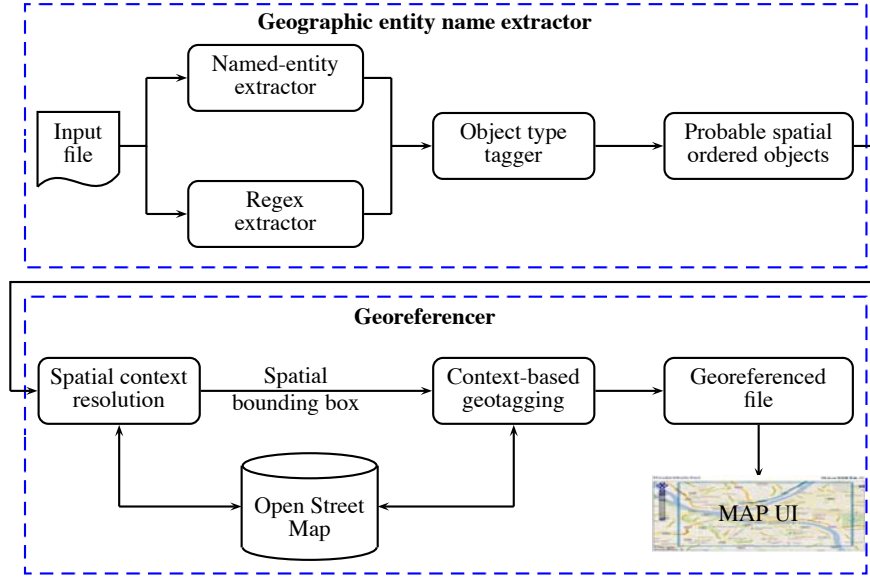 Geographic entity name extractor
Named-entity
extractor
Input
file
Object type
tagger
Probable spatial
ordered objects
Regex
extractor
Georeferencer
Spatial context
resolution
Spatial
bounding box
Context-based
geotagging
Georeferenced
file
Open Street
Map
MAP UI